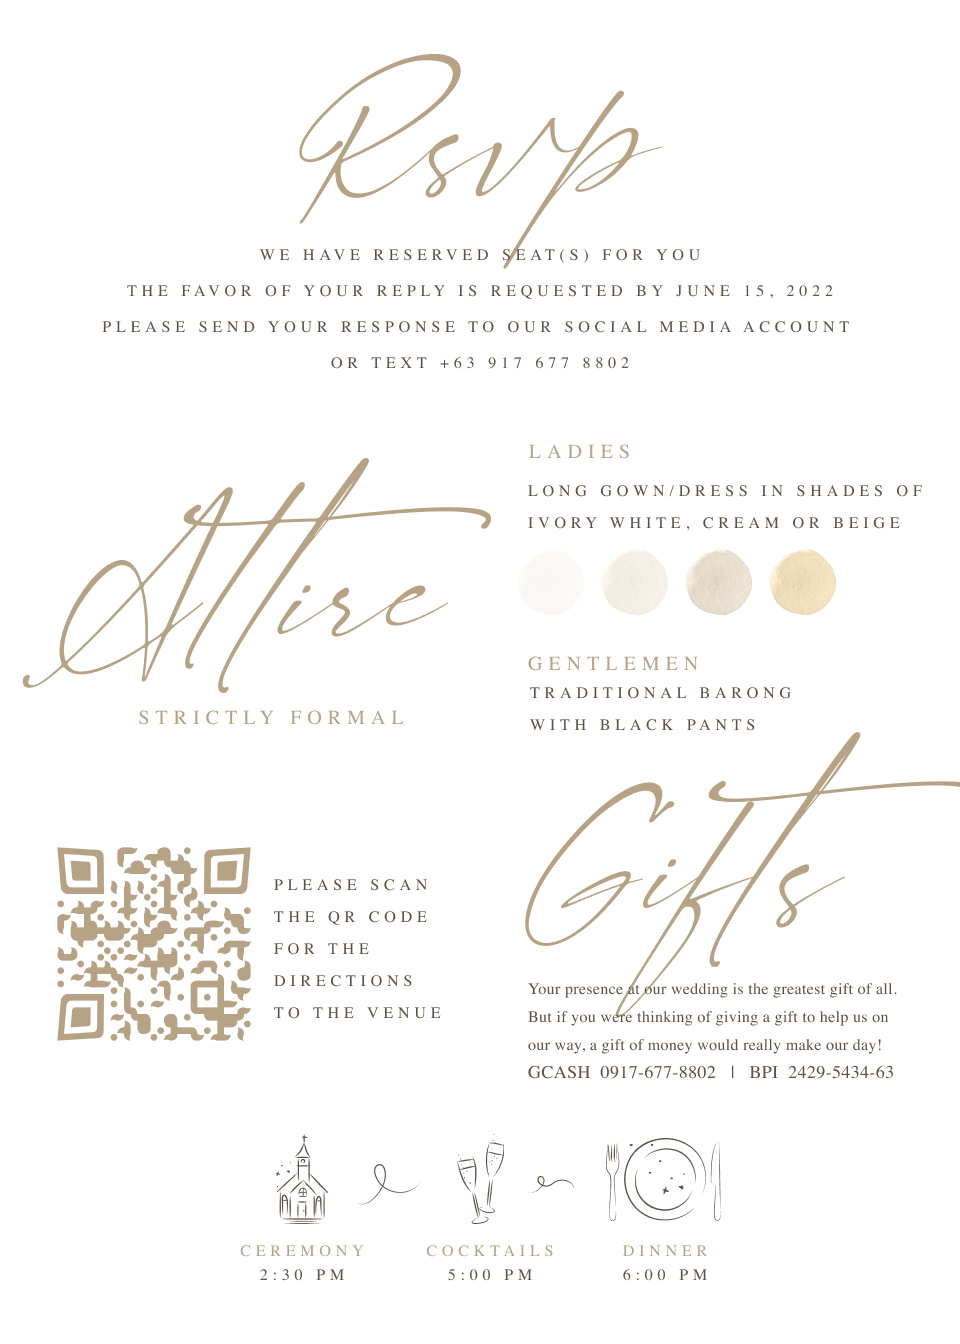 Rsvp
WE HAVE RESERVED SEAT(S) FOR YOU
THE FAVOR OF YOUR REPLY IS REQUESTED BY JUNE 15, 2022
PLEASE SEND YOUR RESPONSE TO OUR SOCIAL MEDIA ACCOUNT
OR TEXT +63 917 677 8802
Attire
STRICTLY FORMAL
LADIES
LONG GOWN/DRESS IN SHADES OF
IVORY WHITE, CREAM OR BEIGE
GENTLEMEN
TRADITIONAL BARONG
WITH BLACK PANTS
PLEASE SCAN
THE QR CODE
FOR THE
DIRECTIONS
TO THE VENUE
Gifts
Your presence at our wedding is the greatest gift of all.
But if you were thinking of giving a gift to help us on
our way, a gift of money would really make our day!
GCASH 0917-677-8802 | BPI 2429-5434-63
CEREMONY
2:30 PM
COCKTAILS
5:00 PM
DINNER
6:00 PM